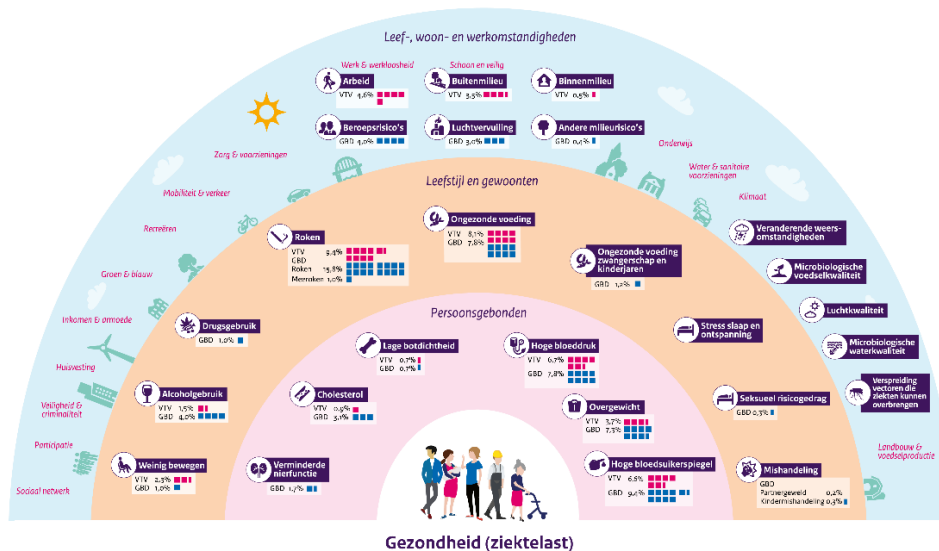 Leef-, woon- en werkomstandigheden
Werk & werkloosheid
Schoon en veilig
Arbeid
VTV 4,6%
Buitenmilieu
VTV 3,5%
Binnenmilieu
VTV 0,5%
Beroepsrisico's
GBD 4,0%
Luchtvervuiling
GBD 3,0%
Andere milieurisico's
GBD 0,4%
Zorg & voorzieningen
Onderwijs
Mobiliteit & verkeer
Water & sanitaire
voorzieningen
Klimaat
Recreëren
Groen & blauw
Inkomen & armoede
Huisvesting
Veiligheid &
criminaliteit
Participatie
Sociaal netwerk
Veranderende weers-
omstandigheden
Microbiologische
voedselkwaliteit
Luchtkwaliteit
Microbiologische
waterkwaliteit
Verspreiding
vectoren die
ziekten kunnen
overbrengen
Landbouw &
voedselproductie
Leefstijl en gewoonten
Roken
VTV 9,4%
GBD
Roken 15,8%
Meeroken 1,0%
Ongezonde voeding
VTV 8,1%
GBD 7,8%
Ongezonde voeding
zwangerschap en
kinderjaren
GBD 1,2%
Drugsgebruik
GBD 1,0%
Stress slaap en
ontspanning
Alcoholgebruik
VTV 1,5%
GBD 4,0%
Seksueel risicogedrag
GBD 0,3%
Weinig bewegen
VTV 2,3%
GBD 1,0%
Mishandeling
GBD
Partnergeweld 0,2%
Kindermishandeling 0,3%
Persoonsgebonden
Lage botdichtheid
VTV 0,7%
GBD 0,7%
Hoge bloeddruk
VTV 6,7%
GBD 7,8%
Cholesterol
VTV 0,9%
GBD 3,1%
Overgewicht
VTV 3,7%
GBD 7,3%
Verminderde
nierfunctie
GBD 1,7%
Hoge bloedsuikerspiegel
VTV 6,6%
GBD 9,4%
Gezondheid (ziektelast)